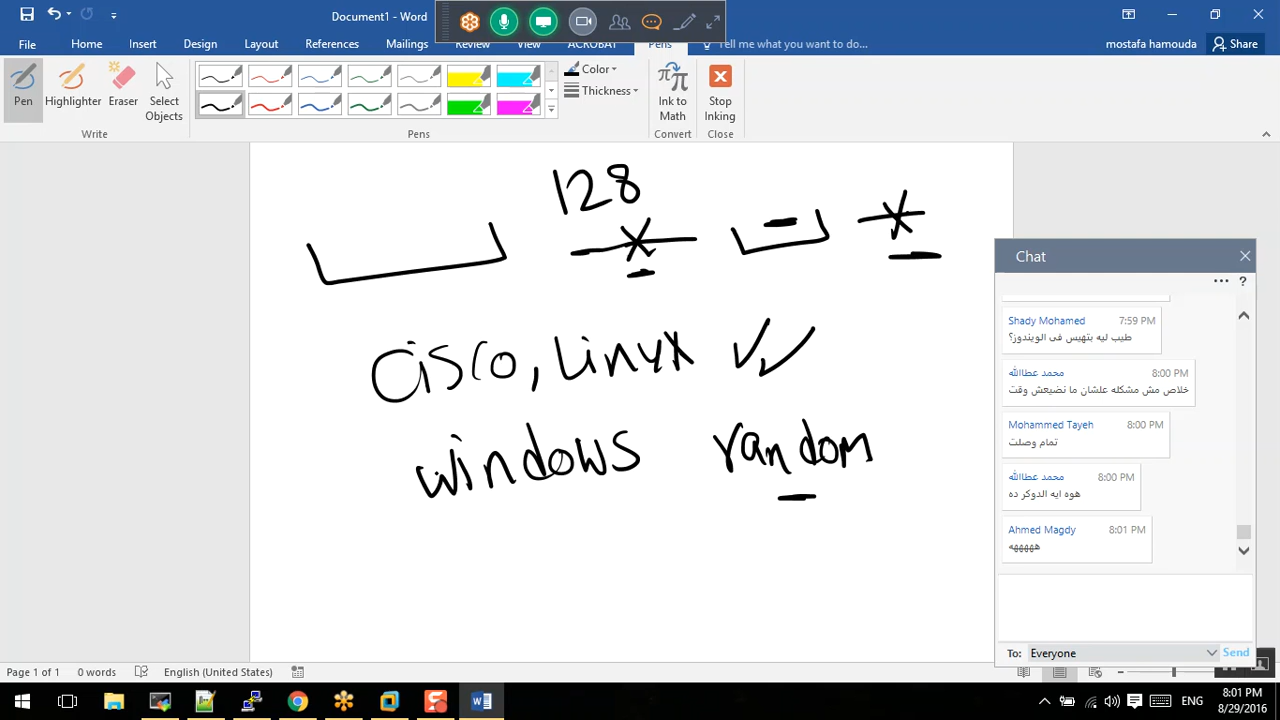 Document1 - Word
mostafa hamouda
Share
File
Home
Insert
Design
Layout
References
Mailings
Review
View
ACROBAT
Pens
Tell me what you want to do...
Pen
Highlighter
Eraser
Select Objects
Color
Thickness
Ink to Math
Stop Inking
Write
Pens
Convert
Close
128
cisco, Linux
windows random
Chat
Shady Mohamed 7:59 PM
طيب ليه بتهيس فى الويندوز؟
محمد عطاالله 8:00 PM
خلاص مش مشكله علشان ما نضيعش وقت
Mohammed Tayeh 8:00 PM
تمام وصلت
محمد عطاالله 8:00 PM
هوه ايه الدوكر ده
Ahmed Magdy 8:01 PM
هههههه
To: Everyone
Send
Page 1 of 1
0 words
English (United States)
ENG
8:01 PM
8/29/2016